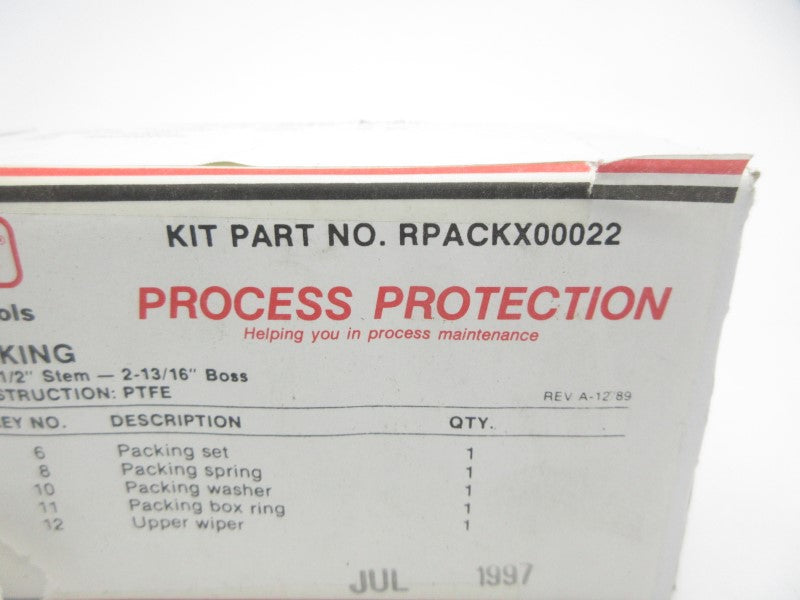 KIT PART NO. RPACKX00022
®
ols
PROCESS PROTECTION
Helping you in process maintenance
KING
1/2" Stem — 2-13/16" Boss
STRUCTION: PTFE
REV A-12/89
EY NO. DESCRIPTION QTY.
6 Packing set 1
8 Packing spring 1
10 Packing washer 1
11 Packing box ring 1
12 Upper wiper 1
JUL 1997